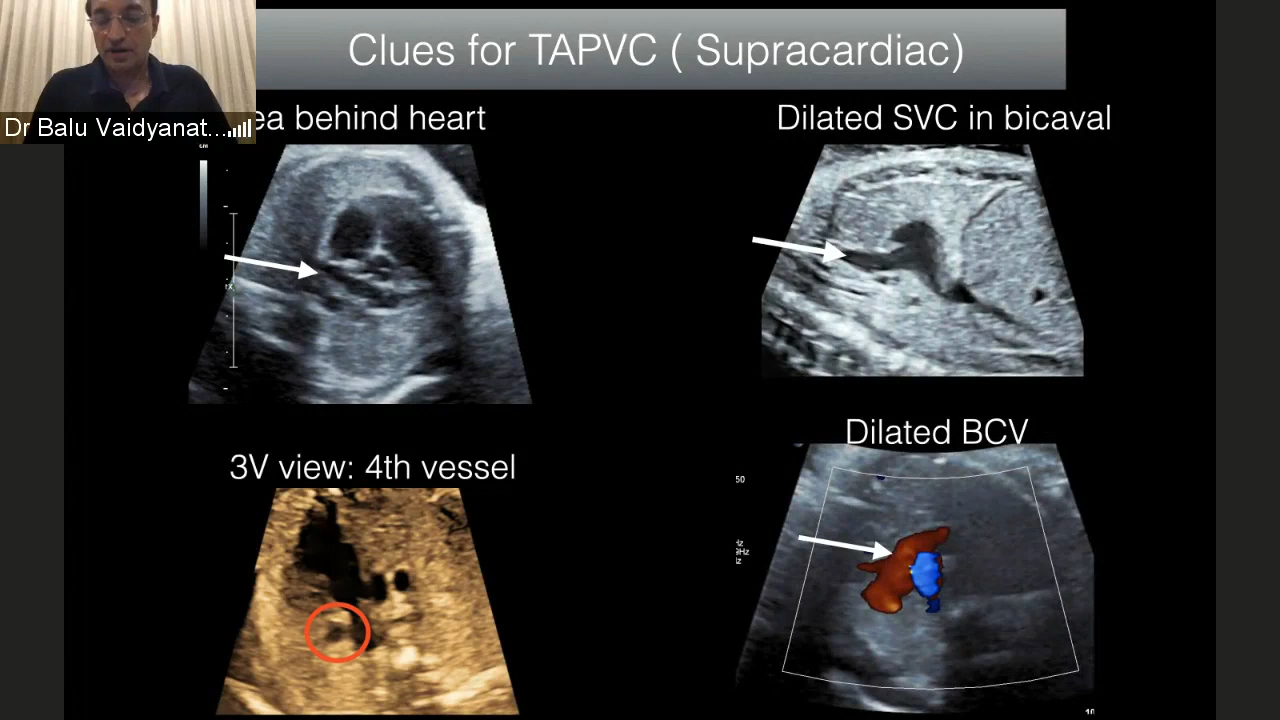 Clues for TAPVC ( Supracardiac)
Dr Balu Vaidyanat...
ea behind heart
Dilated SVC in bicaval
Dilated BCV
3V view: 4th vessel
50